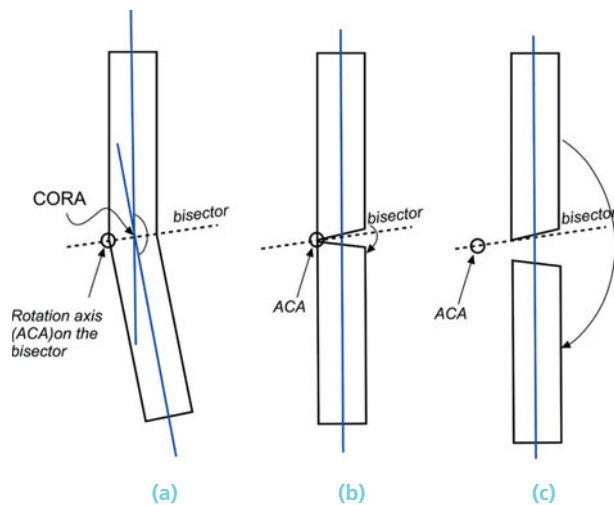 CORA
bisector
Rotation axis
(ACA)on the
bisector
(a)
bisector
ACA
(b)
bisector
ACA
(c)